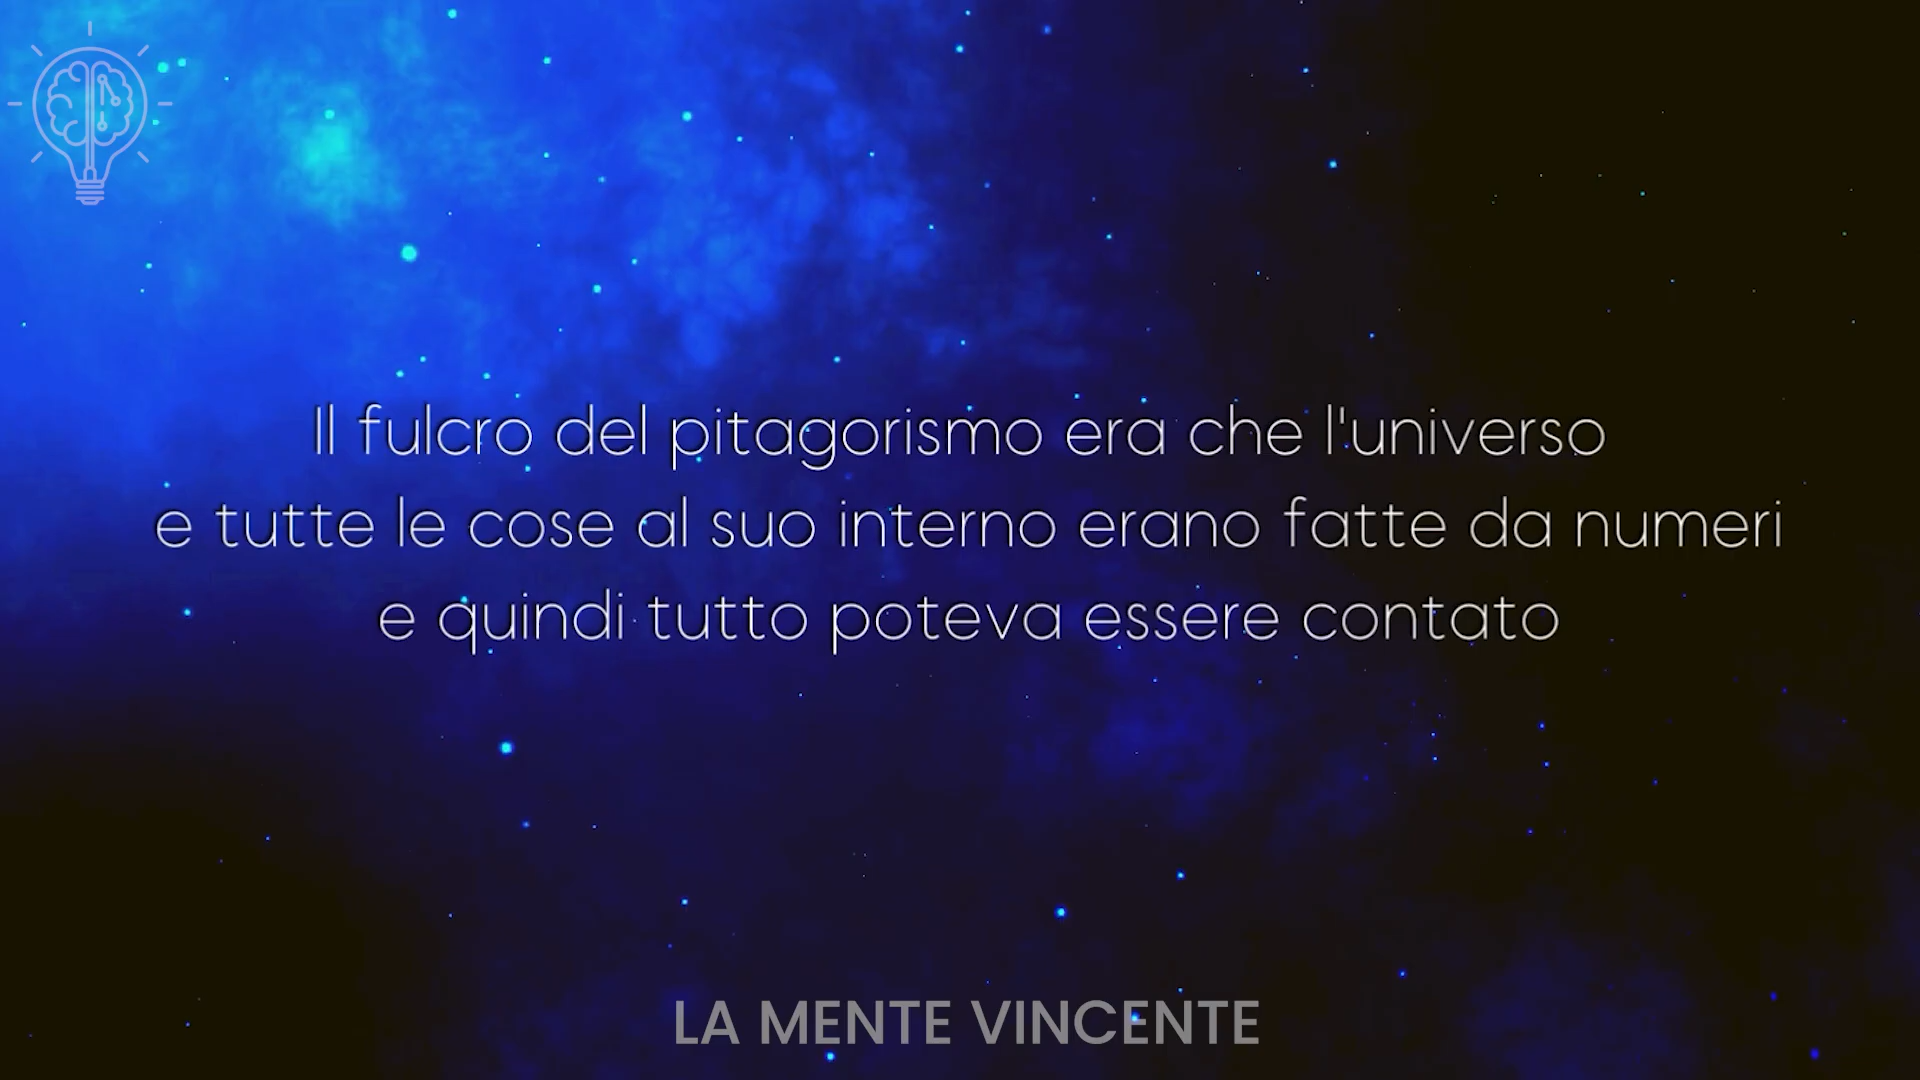 Il fulcro del pitagorismo era che l'universo
e tutte le cose al suo interno erano fatte da numeri
e quindi tutto poteva essere contato
LA MENTE VINCENTE